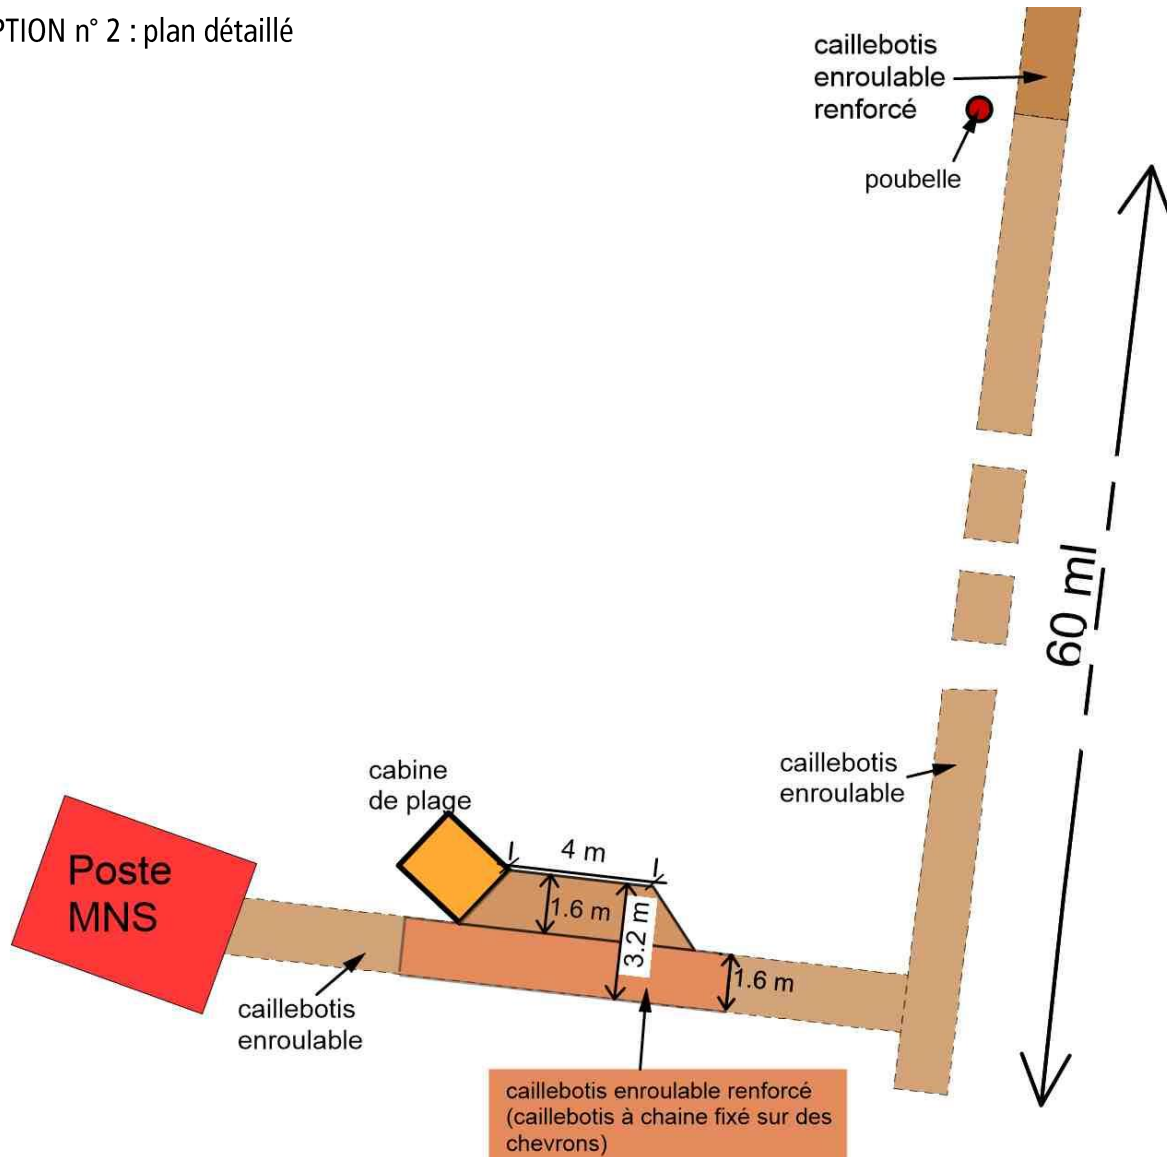 PTION n° 2 : plan détaillé
caillebotis
enroulable
renforcé
poubelle
60 ml
caillebotis
enroulable
cabine
de plage
4 m
1.6 m
3.2 m
1.6 m
Poste
MNS
caillebotis
enroulable
caillebotis enroulable renforcé
(caillebotis à chaine fixé sur des
chevrons)